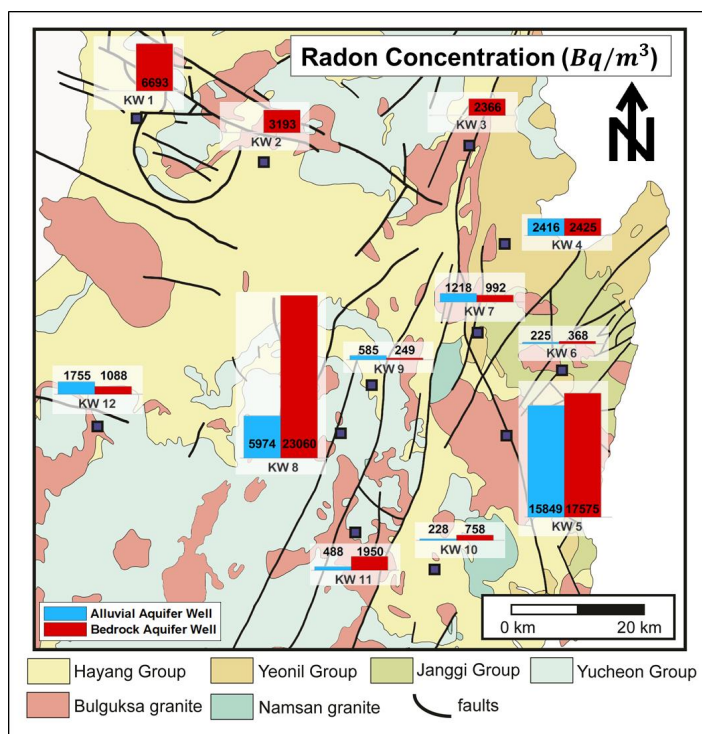 Radon Concentration (Bq/m³)
N
6693
KW 1
3193
KW 2
2366
KW 3
2416 2425
KW 4
1218 992
KW 7
225 368
KW 6
585 249
KW 9
1755 1088
KW 12
5974 23060
KW 8
15849 17575
KW 5
228 758
KW 10
488 1950
KW 11
Alluvial Aquifer Well
Bedrock Aquifer Well
0 km 20 km
Hayang Group Yeonil Group Janggi Group Yucheon Group
Bulguksa granite Namsan granite faults